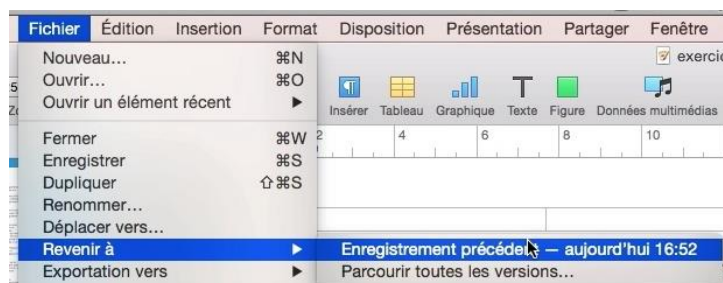 Fichier Édition Insertion Format Disposition Présentation Partager Fenêtre
Nouveau... ⌘N
Ouvrir... ⌘O
Ouvrir un élément récent ▶
Fermer ⌘W
Enregistrer ⌘S
Dupliquer ⇧⌘S
Renommer...
Déplacer vers...
Revenir à ▶
Exportation vers ▶
exercic
Insérer Tableau Graphique Texte Figure Données multimédias
2 4 6 8 10
Enregistrement précédent — aujourd'hui 16:52
Parcourir toutes les versions...